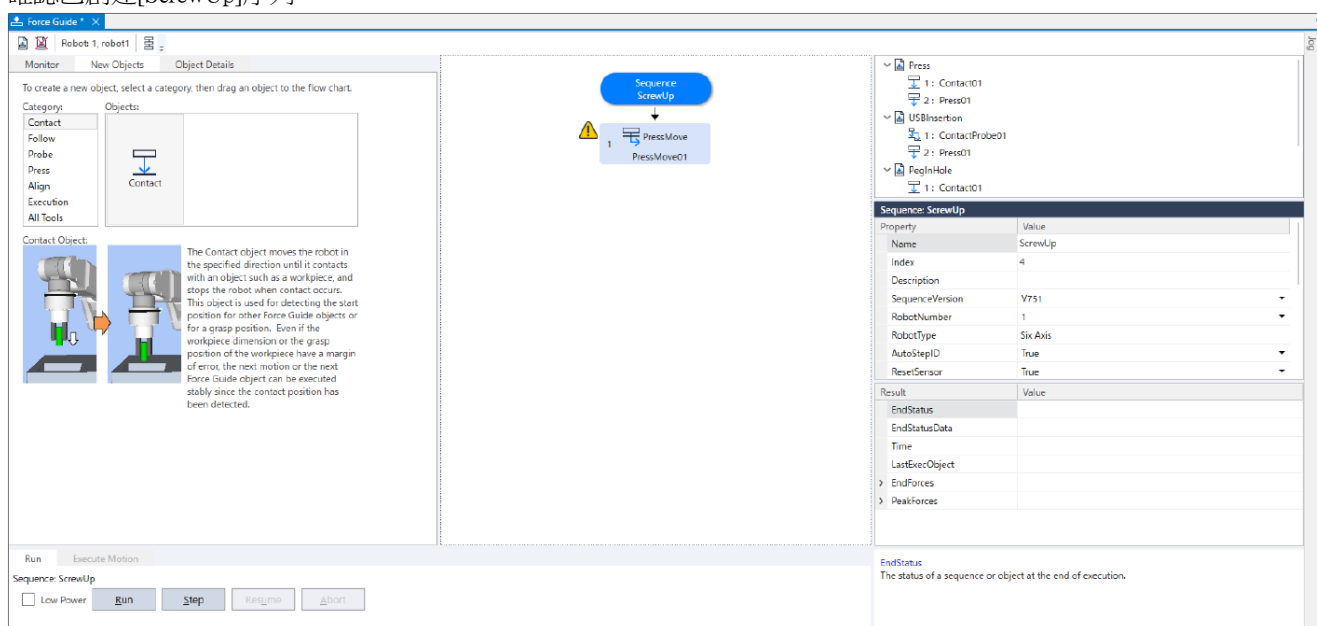 確認已創建[ScrewUp]序列
Force Guide *
Robot: 1, robot1
Jog
Monitor New Objects Object Details
To create a new object, select a category, then drag an object to the flow chart.
Category: Objects:
Contact
Follow
Probe
Press
Align
Execution
All Tools
Contact
Contact Object:
The Contact object moves the robot in
the specified direction until it contacts
with an object such as a workpiece, and
stops the robot when contact occurs.
This object is used for detecting the start
position for other Force Guide objects or
for a grasp position. Even if the
workpiece dimension or the grasp
position of the workpiece have a margin
of error, the next motion or the next
Force Guide object can be executed
stably since the contact position has
been detected.
Sequence
ScrewUp
1 PressMove
PressMove01
Press
1 : Contact01
2 : Press01
USBInsertion
1 : ContactProbe01
2 : Press01
PegInHole
1 : Contact01
Sequence: ScrewUp
Property Value
Name ScrewUp
Index 4
Description
SequenceVersion V751
RobotNumber 1
RobotType Six Axis
AutoStepID True
ResetSensor True
Result Value
EndStatus
EndStatusData
Time
LastExecObject
EndForces
PeakForces
EndStatus
The status of a sequence or object at the end of execution.
Run Execute Motion
Sequence: ScrewUp
Low Power Run Step Resume Abort